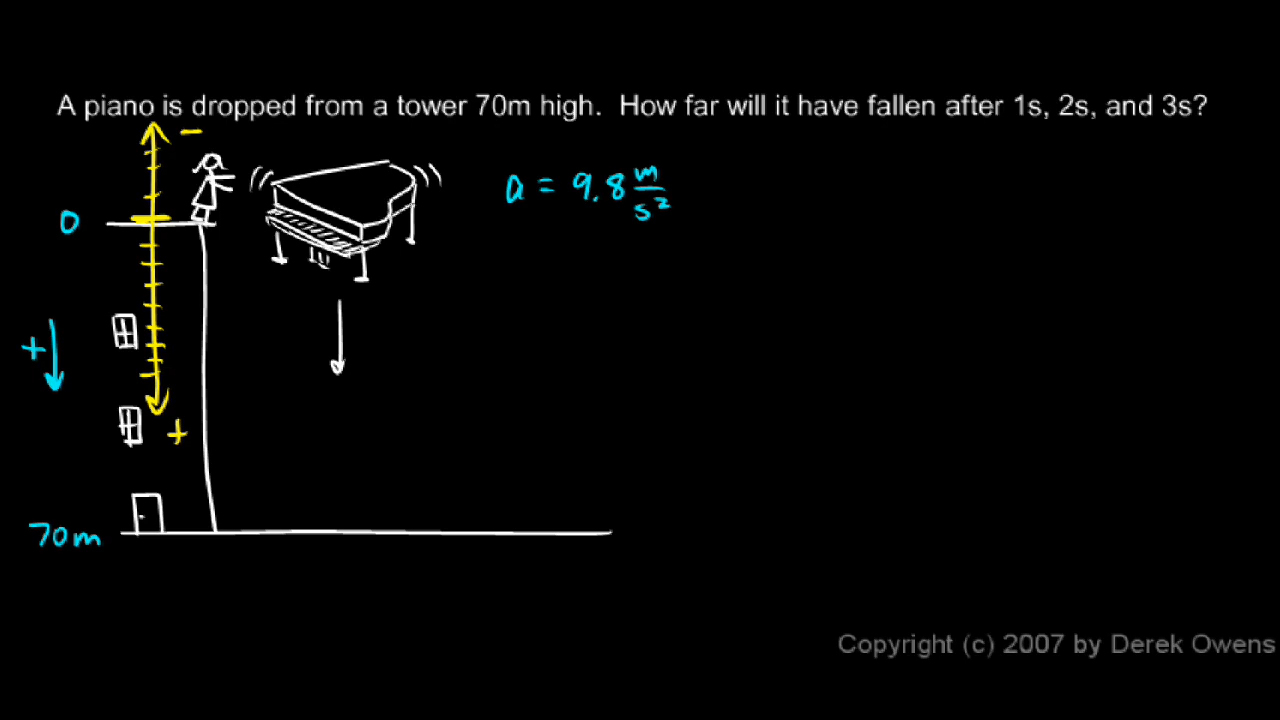 A piano is dropped from a tower 70m high.  How far will it have fallen after 1s, 2s, and 3s?
−
a = 9.8 m/s²
0
+
+
70m
Copyright (c) 2007 by Derek Owens